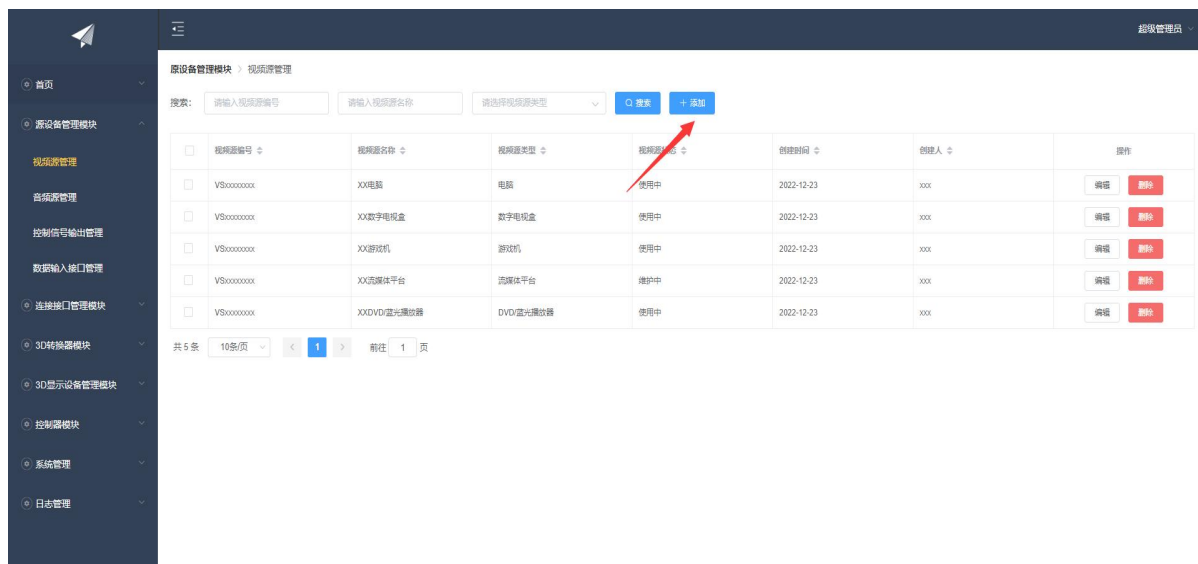 超级管理员
原设备管理模块 > 视频源管理
搜索: 请输入视频源编号 请输入视频源名称 请选择视频源类型 搜索 + 添加
首页
源设备管理模块
视频源管理
音频源管理
控制信号输出管理
数据输入接口管理
连接接口管理模块
3D转换器模块
3D显示设备管理模块
控制器模块
系统管理
日志管理
视频源编号 视频源名称 视频源类型 视频源状态 创建时间 创建人 操作
VSxxxxxxxx XX电脑 电脑 使用中 2022-12-23 xxx 编辑 删除
VSxxxxxxxx XX数字电视盒 数字电视盒 使用中 2022-12-23 xxx 编辑 删除
VSxxxxxxxx XX游戏机 游戏机 使用中 2022-12-23 xxx 编辑 删除
VSxxxxxxxx XX流媒体平台 流媒体平台 维护中 2022-12-23 xxx 编辑 删除
VSxxxxxxxx XXDVD/蓝光播放器 DVD/蓝光播放器 使用中 2022-12-23 xxx 编辑 删除
共5条 10条/页 < 1 > 前往 1 页